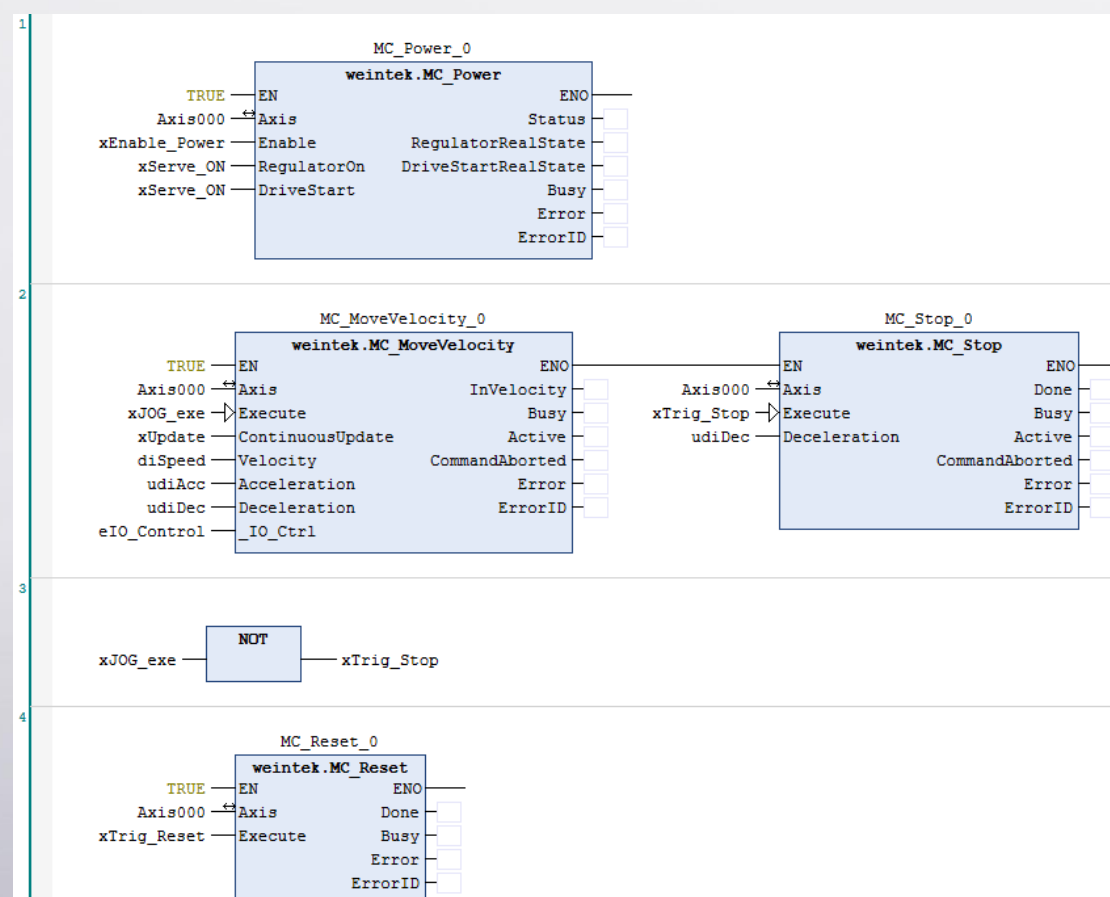 1
MC_Power_0
weintek.MC_Power
TRUE EN ENO
Axis000 Axis Status
xEnable_Power Enable RegulatorRealState
xServe_ON RegulatorOn DriveStartRealState
xServe_ON DriveStart Busy
Error
ErrorID
2
MC_MoveVelocity_0 MC_Stop_0
weintek.MC_MoveVelocity weintek.MC_Stop
TRUE EN ENO EN ENO
Axis000 Axis InVelocity Axis000 Axis Done
xJOG_exe Execute Busy xTrig_Stop Execute Busy
xUpdate ContinuousUpdate Active udiDec Deceleration Active
diSpeed Velocity CommandAborted CommandAborted
udiAcc Acceleration Error Error
udiDec Deceleration ErrorID ErrorID
eIO_Control _IO_Ctrl
3
NOT
xJOG_exe xTrig_Stop
4
MC_Reset_0
weintek.MC_Reset
TRUE EN ENO
Axis000 Axis Done
xTrig_Reset Execute Busy
Error
ErrorID